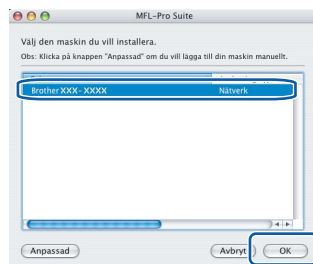 MFL-Pro Suite
Välj den maskin du vill installera.
Obs: Klicka på knappen "Anpassad" om du vill lägga till din maskin manuellt.
Brother XXX- XXXX Nätverk
Anpassad Avbryt OK